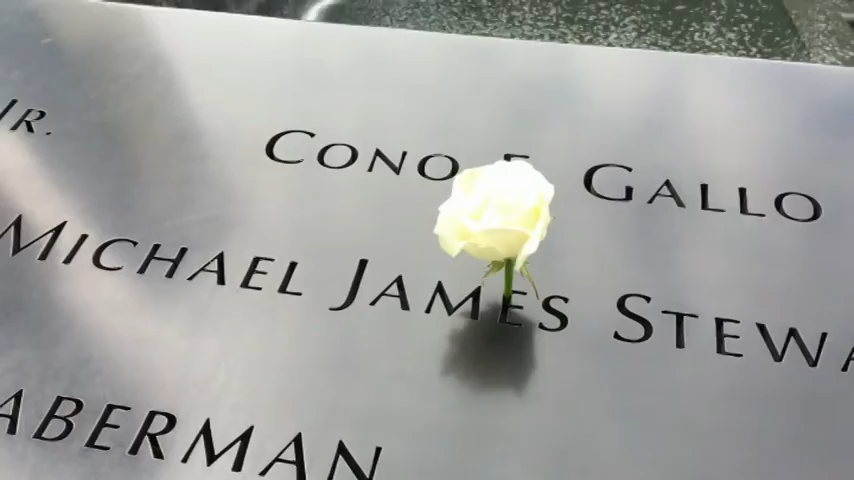 JR.
CONO E. GALLO
MICHAEL JAMES STEWA
ABERMAN